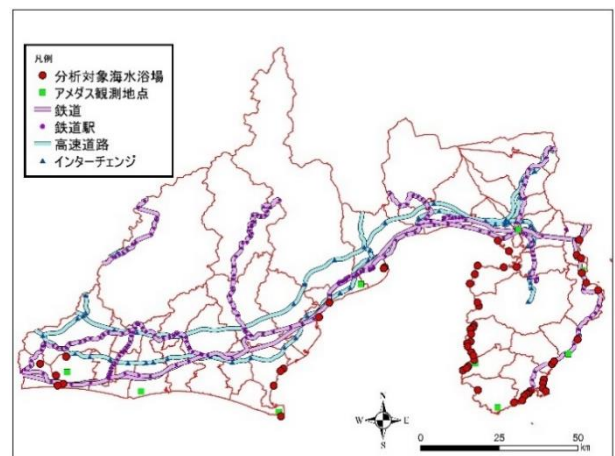 凡例
分析対象海水浴場
アメダス観測地点
鉄道
鉄道駅
高速道路
インターチェンジ
N
W
E
S
0 25 50
km